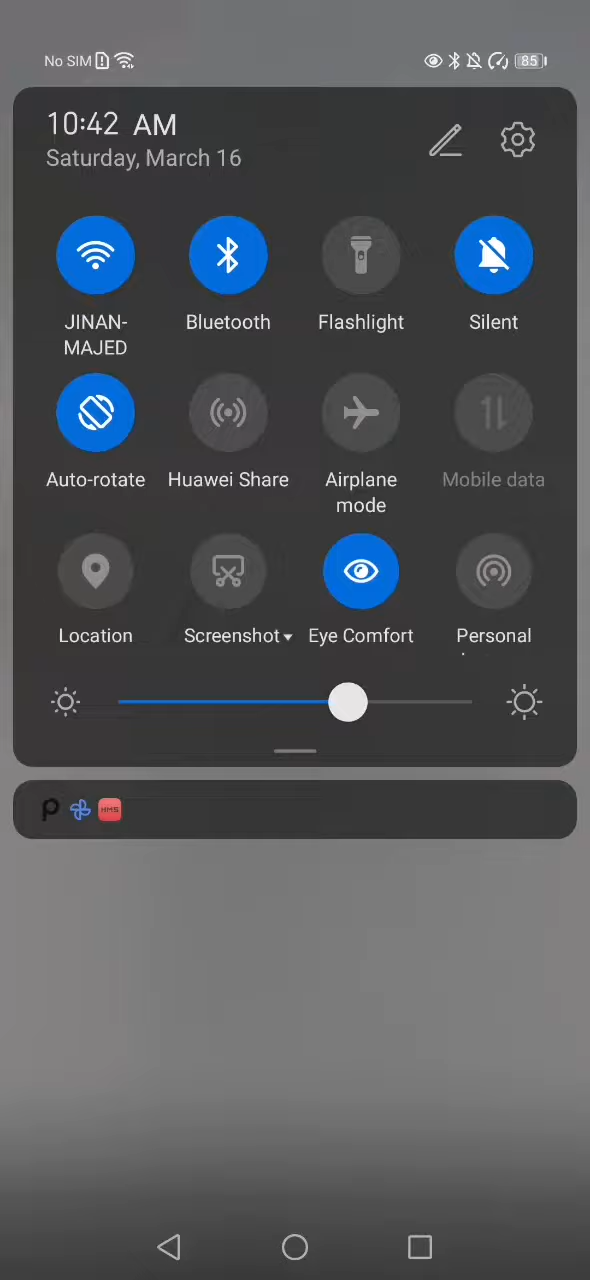 No SIM
85
10:42 AM
Saturday, March 16
JINAN-
MAJED
Bluetooth
Flashlight
Silent
Auto-rotate
Huawei Share
Airplane
mode
Mobile data
Location
Screenshot
Eye Comfort
Personal
HMS